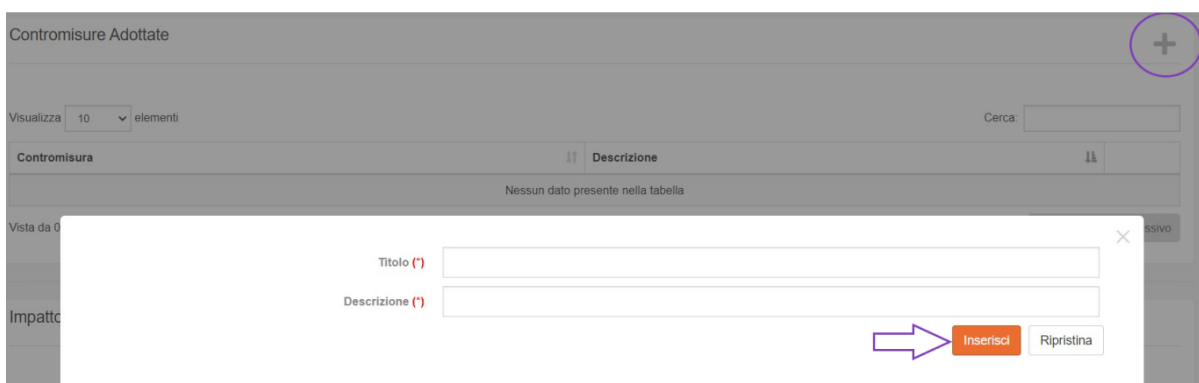 Contromisure Adottate
Visualizza 10 elementi
Cerca:
Contromisura Descrizione
Nessun dato presente nella tabella
Vista da 0
ssivo
Titolo (*)
Descrizione (*)
Impatto
Inserisci Ripristina